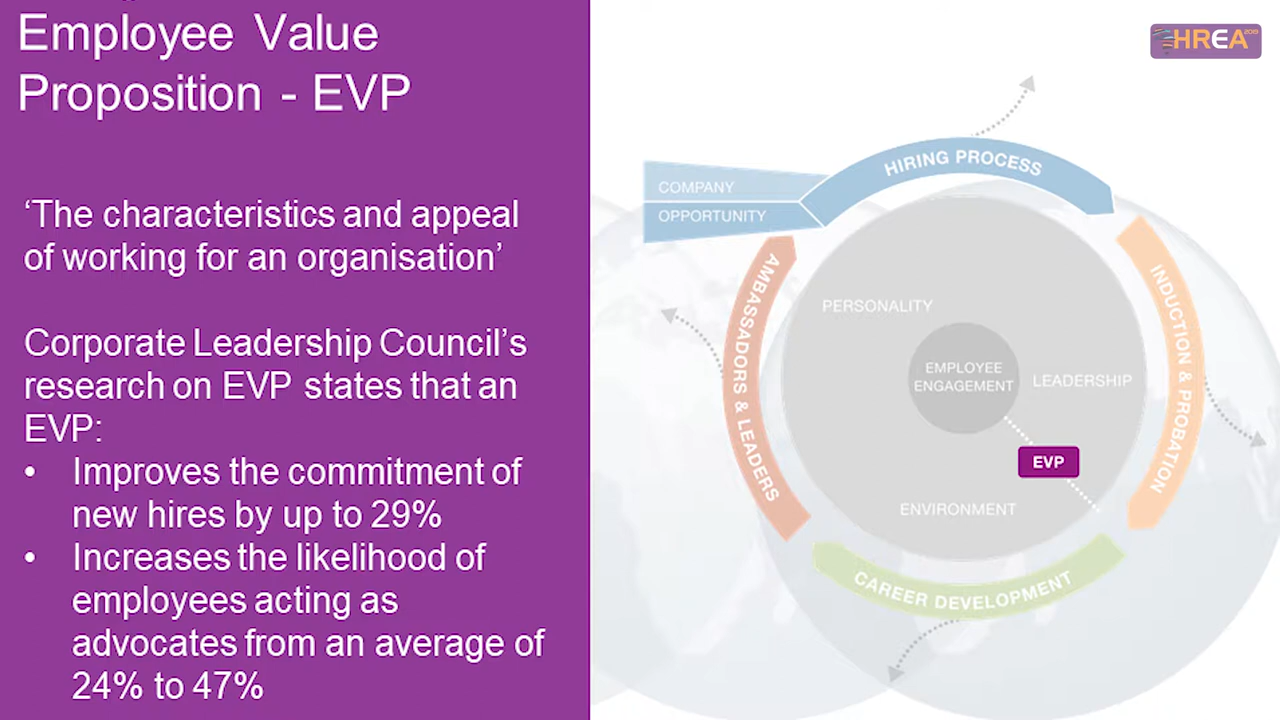 Employee Value
Proposition - EVP
‘The characteristics and appeal
of working for an organisation’
Corporate Leadership Council’s
research on EVP states that an
EVP:
• Improves the commitment of
new hires by up to 29%
• Increases the likelihood of
employees acting as
advocates from an average of
24% to 47%
HREA 2019
HIRING PROCESS
COMPANY
OPPORTUNITY
INDUCTION & PROBATION
AMBASSADORS & LEADERS
PERSONALITY
EMPLOYEE
ENGAGEMENT
LEADERSHIP
EVP
ENVIRONMENT
CAREER DEVELOPMENT